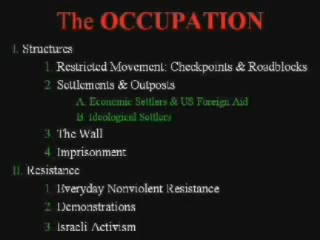 The OCCUPATION
I. Structures
1. Restricted Movement: Checkpoints & Roadblocks
2. Settlements & Outposts
A. Economic Settlers & US Foreign Aid
B. Ideological Settlers
3. The Wall
4. Imprisonment
II. Resistance
1. Everyday Nonviolent Resistance
2. Demonstrations
3. Israeli Activism